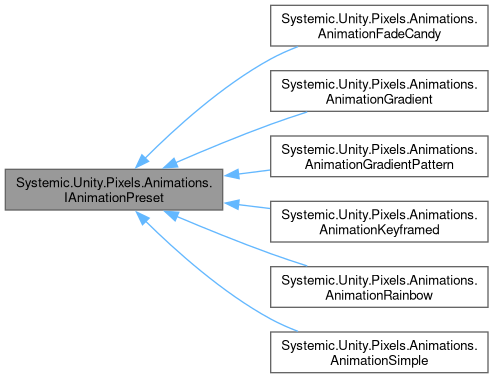 Systemic.Unity.Pixels.Animations.
AnimationFadeCandy
Systemic.Unity.Pixels.Animations.
AnimationGradient
Systemic.Unity.Pixels.Animations.
AnimationGradientPattern
Systemic.Unity.Pixels.Animations.
IAnimationPreset
Systemic.Unity.Pixels.Animations.
AnimationKeyframed
Systemic.Unity.Pixels.Animations.
AnimationRainbow
Systemic.Unity.Pixels.Animations.
AnimationSimple